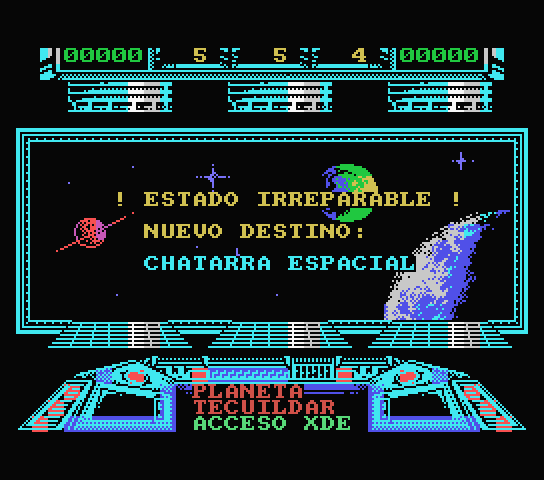 00000 5 5 4 00000
! ESTADO IRREPARABLE !
NUEVO DESTINO:
CHATARRA ESPACIAL
PLANETA
TECUILDAR
ACCESO XDE